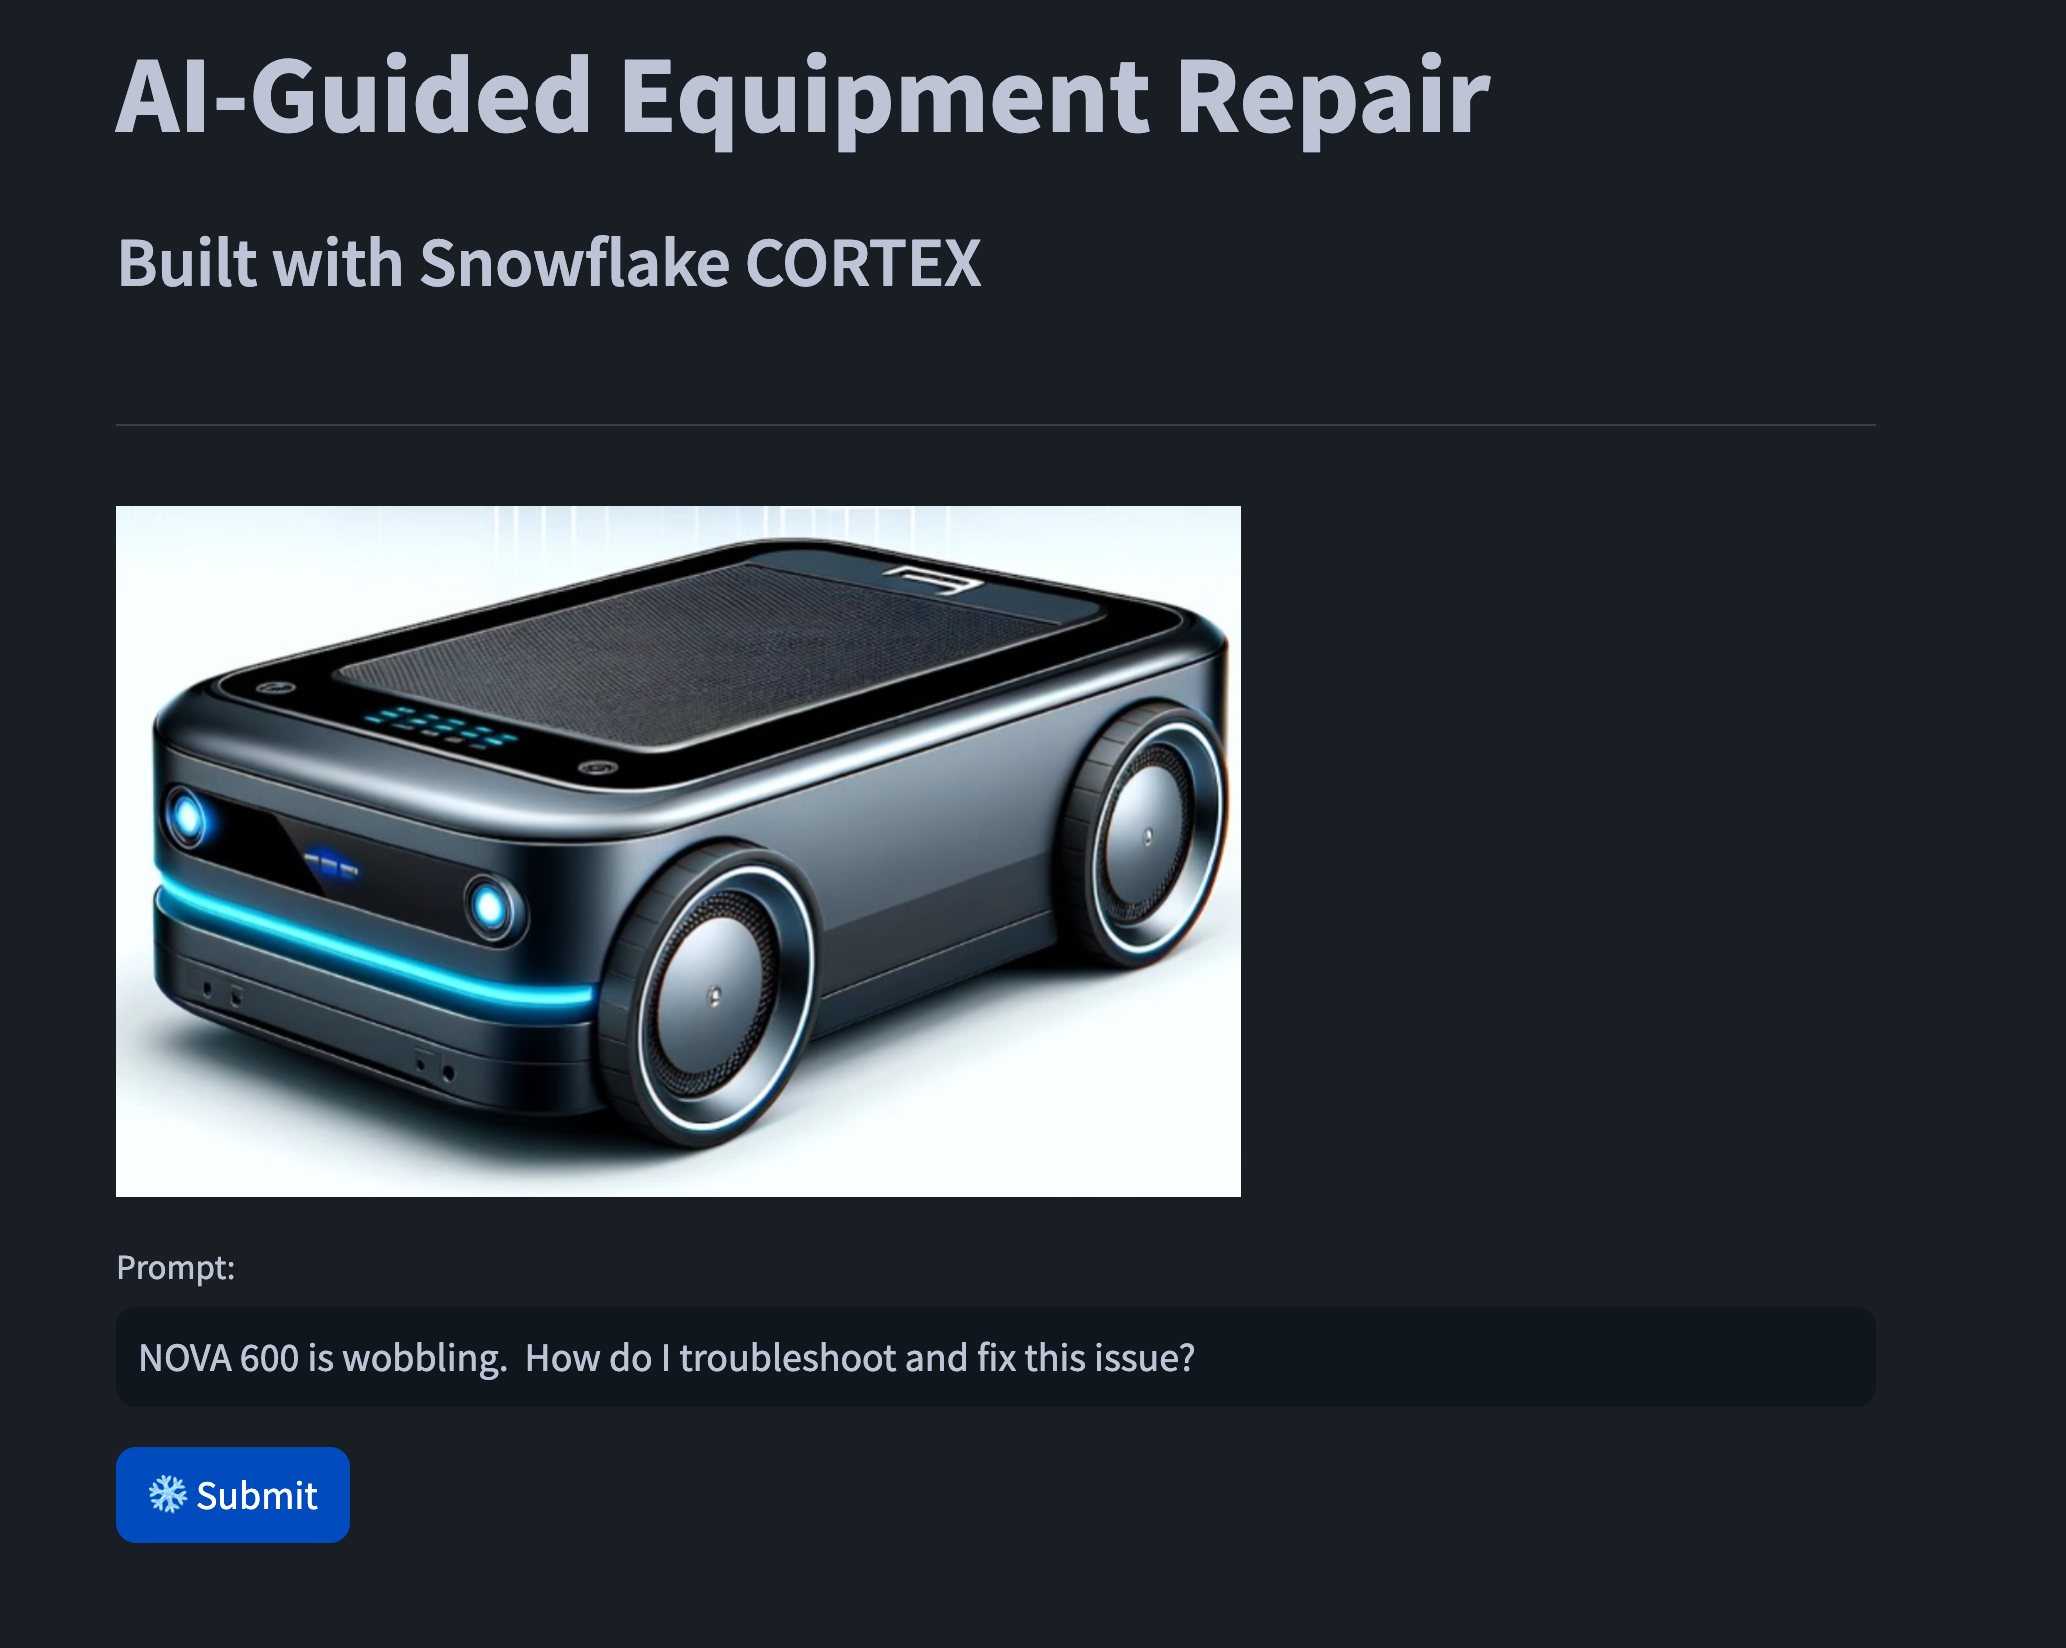 AI-Guided Equipment Repair
Built with Snowflake CORTEX
Prompt:
NOVA 600 is wobbling.  How do I troubleshoot and fix this issue?
Submit